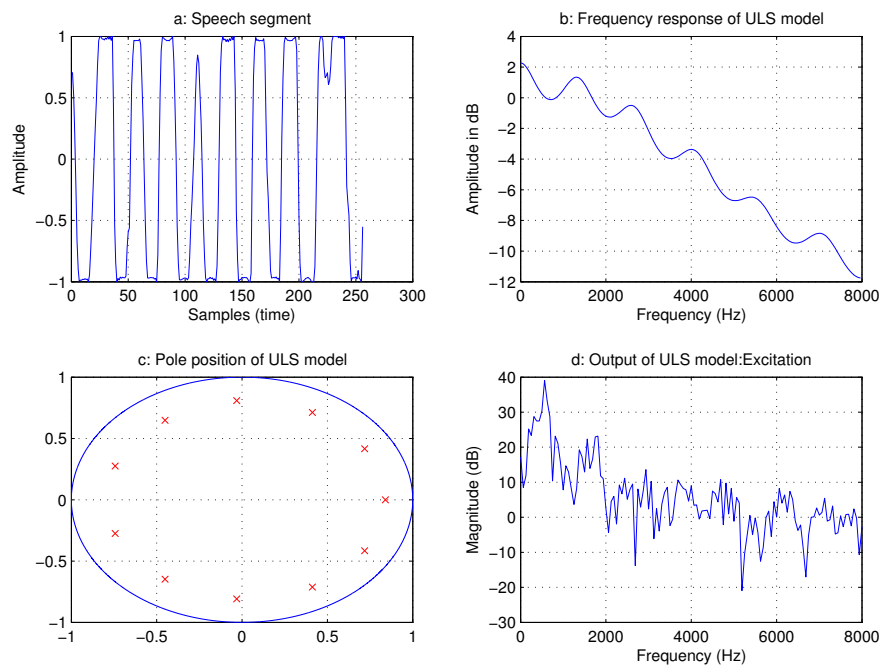 a: Speech segment
1
0.5
0
−0.5
−1
Amplitude
0 50 100 150 200 250 300
Samples (time)
b: Frequency response of ULS model
4
2
0
−2
−4
−6
−8
−10
−12
Amplitude in dB
0 2000 4000 6000 8000
Frequency (Hz)
c: Pole position of ULS model
1
0.5
0
−0.5
−1
−1 −0.5 0 0.5 1
d: Output of ULS model:Excitation
40
30
20
10
0
−10
−20
−30
Magnitude (dB)
0 2000 4000 6000 8000
Frequency (Hz)